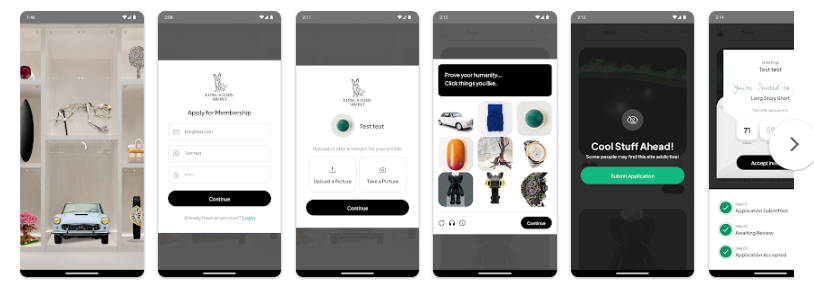 1:46
2:08
LONG STORY
SHORT
Apply for Membership
test@test.com
Test test
Continue
Already have an account? Login
2:11
LONG STORY
SHORT
Test test
Upload or take a new pic for your profile
Upload a Picture
Take a Picture
Continue
2:12
Prove your humanity...
Click things you like.
Continue
2:13
Cool Stuff Ahead!
Some people may find this site addictive!
Submit Application
2:14
Greetings
Test test
You're Invited to
Long Story Short
71
59
Accept Inv
Step 01
Application Submitted
Step 02
Awaiting Review
Step 03
Application Accepted